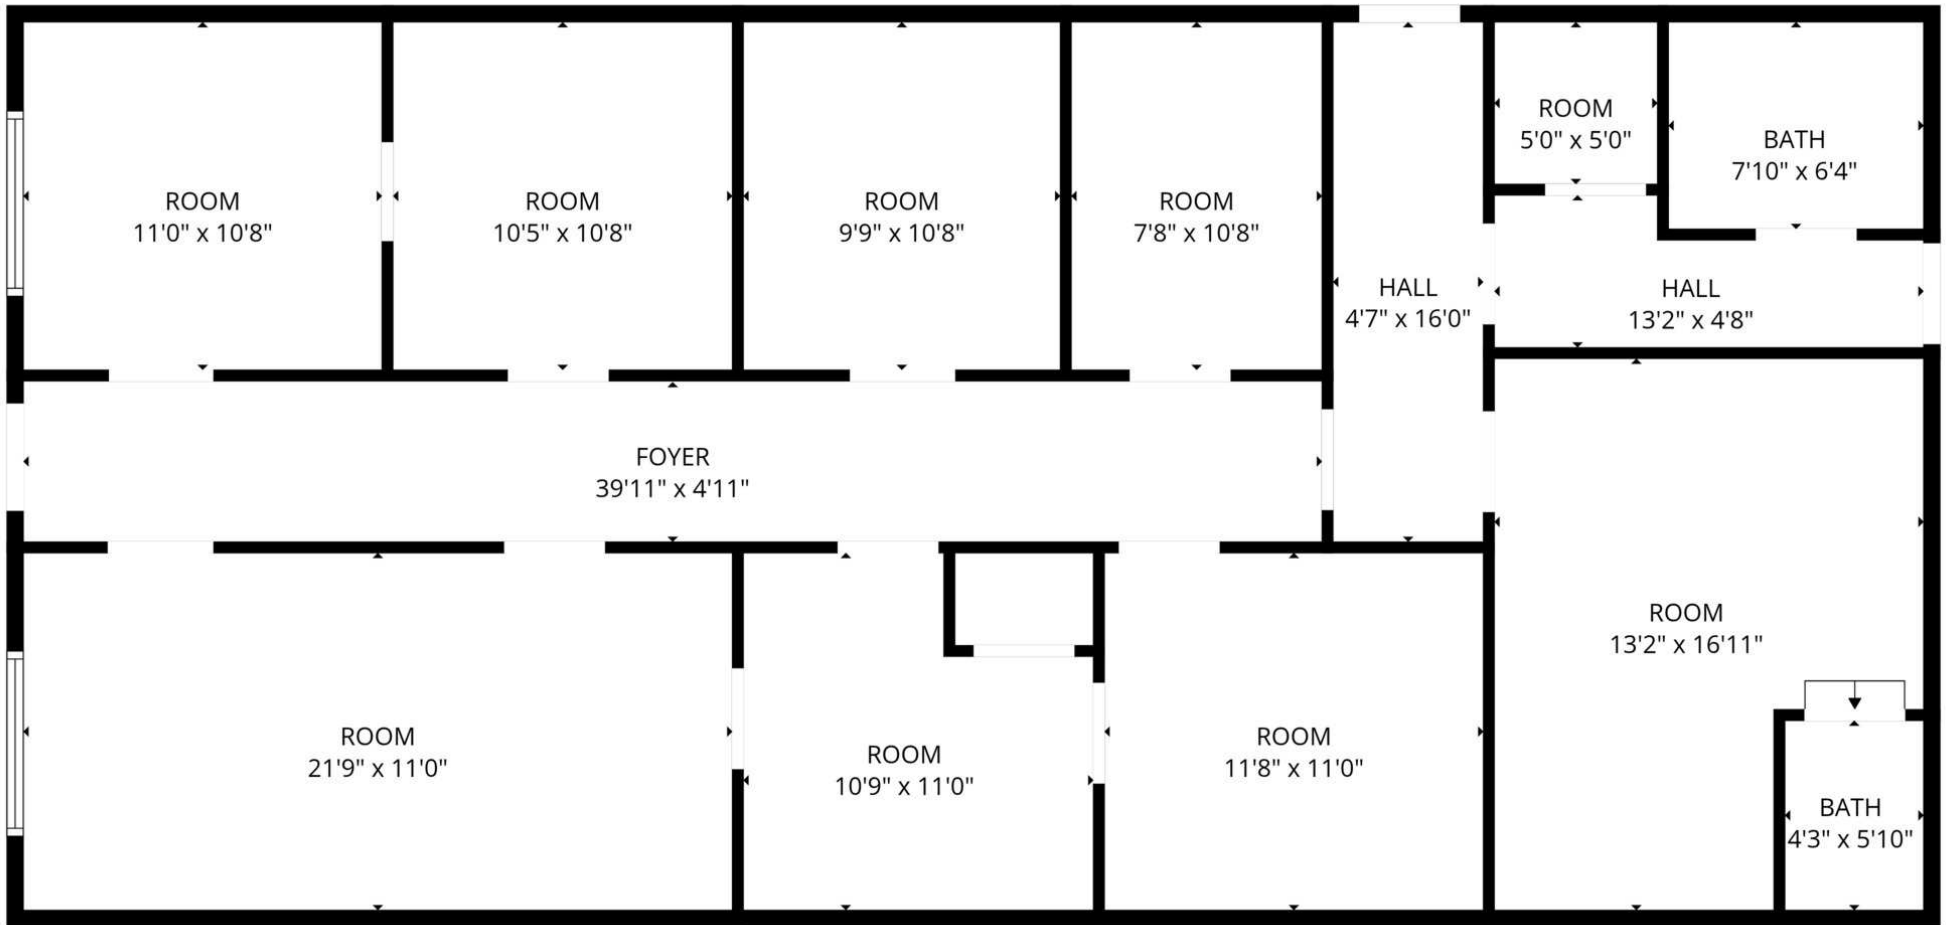 ROOM
11'0" x 10'8"
ROOM
10'5" x 10'8"
ROOM
9'9" x 10'8"
ROOM
7'8" x 10'8"
HALL
4'7" x 16'0"
ROOM
5'0" x 5'0"
BATH
7'10" x 6'4"
HALL
13'2" x 4'8"
FOYER
39'11" x 4'11"
ROOM
21'9" x 11'0"
ROOM
10'9" x 11'0"
ROOM
11'8" x 11'0"
ROOM
13'2" x 16'11"
BATH
4'3" x 5'10"